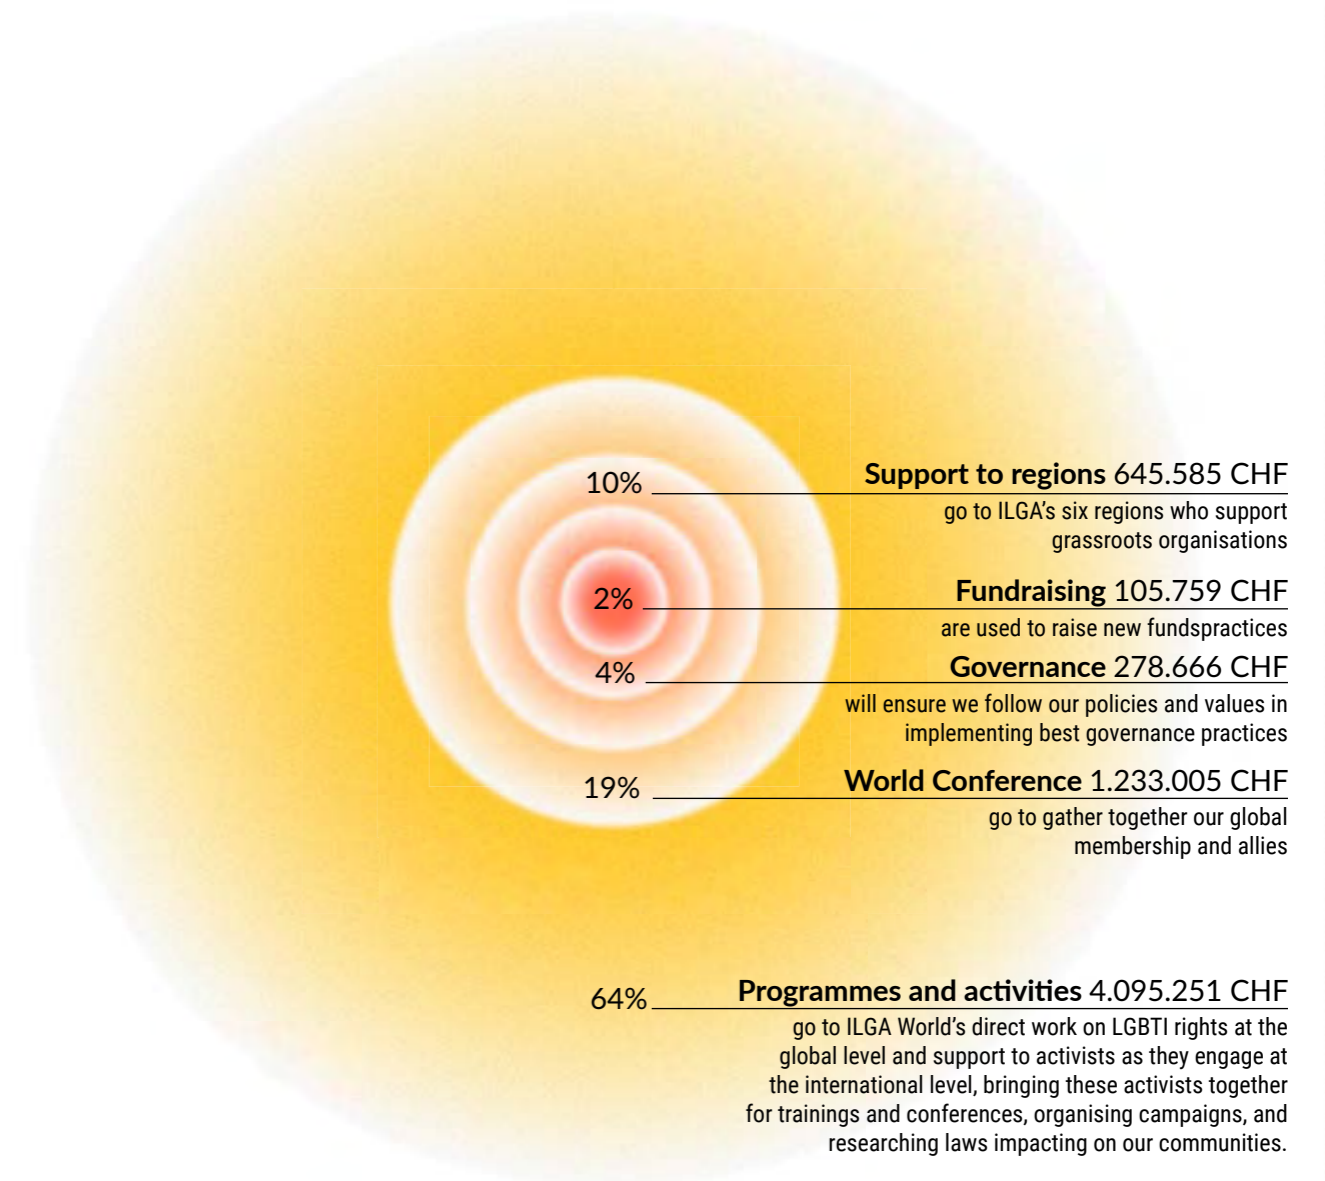 10% Support to regions 645.585 CHF
go to ILGA's six regions who support
grassroots organisations
2% Fundraising 105.759 CHF
are used to raise new fundspractices
4% Governance 278.666 CHF
will ensure we follow our policies and values in
implementing best governance practices
19% World Conference 1.233.005 CHF
go to gather together our global
membership and allies
64% Programmes and activities 4.095.251 CHF
go to ILGA World's direct work on LGBTI rights at the
global level and support to activists as they engage at
the international level, bringing these activists together
for trainings and conferences, organising campaigns, and
researching laws impacting on our communities.